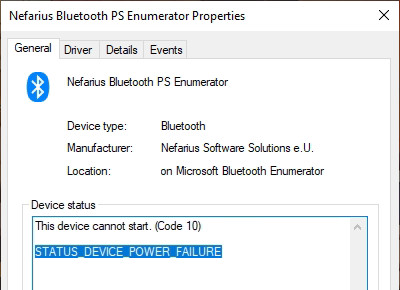 Nefarius Bluetooth PS Enumerator Properties
General Driver Details Events
Nefarius Bluetooth PS Enumerator
Device type: Bluetooth
Manufacturer: Nefarius Software Solutions e.U.
Location: on Microsoft Bluetooth Enumerator
Device status
This device cannot start. (Code 10)
STATUS_DEVICE_POWER_FAILURE